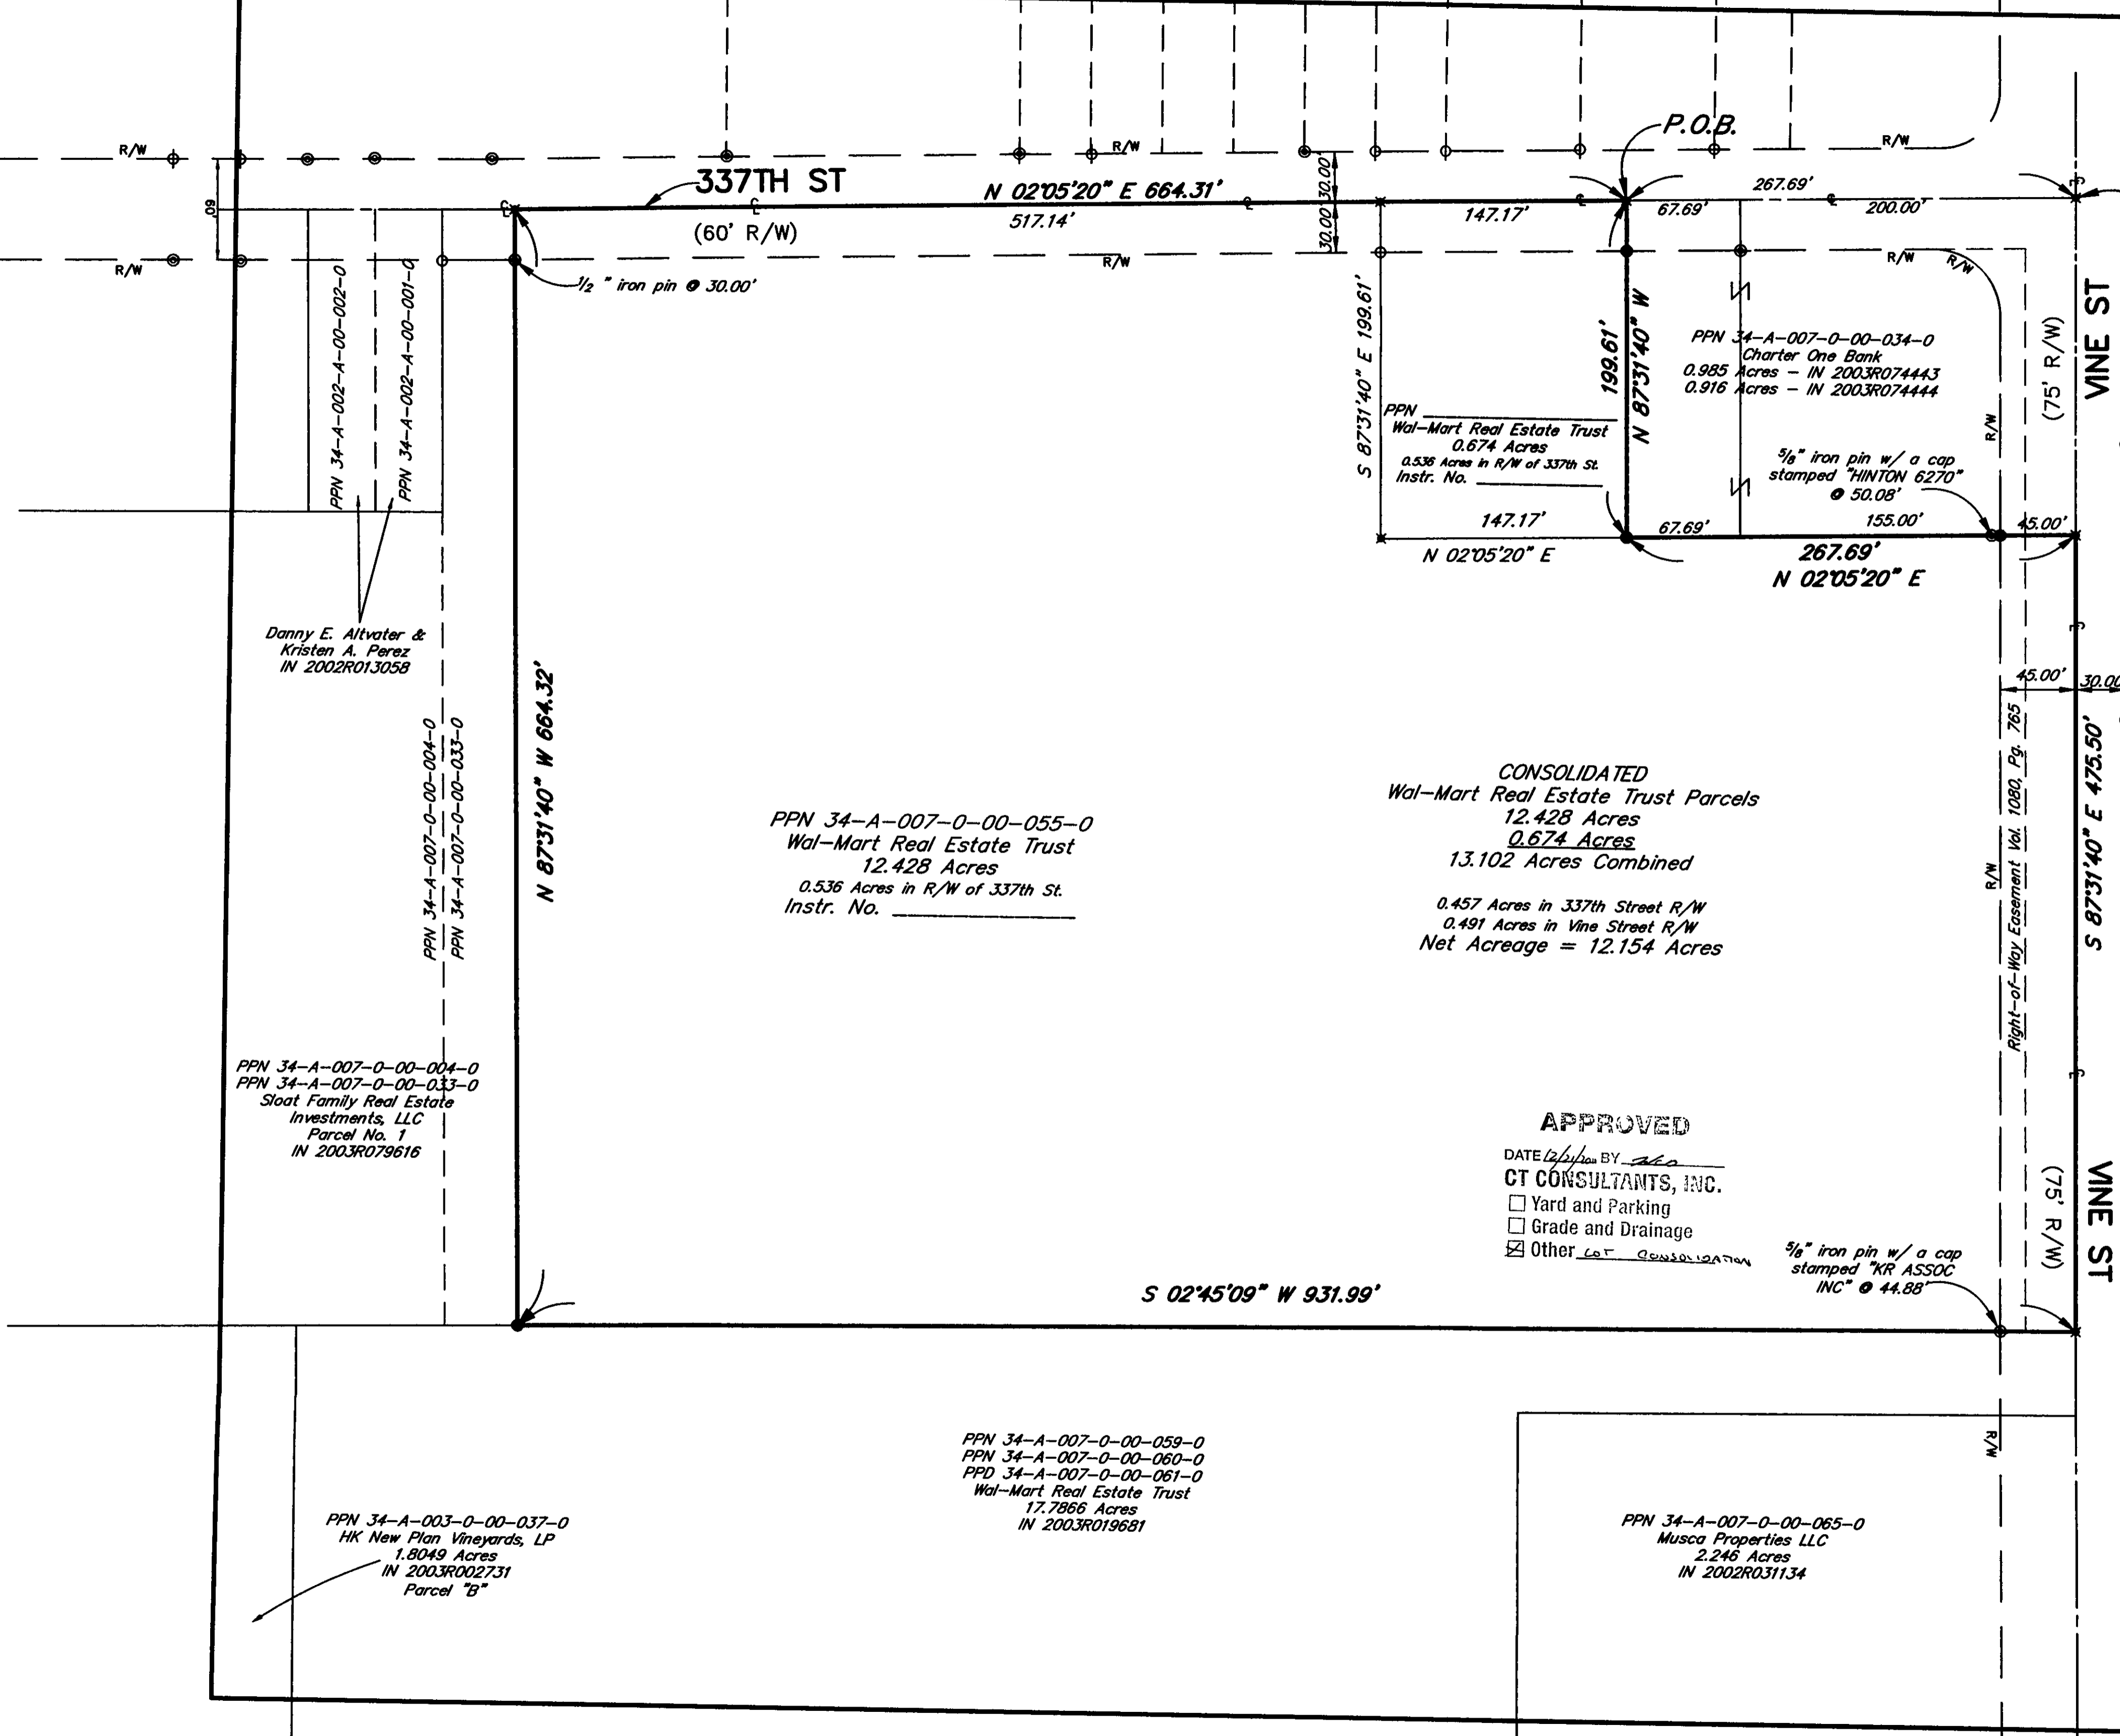 R/W
R/W
R/W
P.O.B.
337TH ST
N 02°05'20" E 664.31'
267.69'
60'
(60' R/W)
517.14'
30.00'
30.00'
147.17'
67.69'
200.00'
R/W
R/W
R/W
R/W
1/2 " iron pin @ 30.00'
PPN 34-A-002-A-00-002-0
PPN 34-A-002-A-00-001-0
S 87°31'40" E 199.61'
199.61'
N 87°31'40" W
PPN 34-A-007-0-00-034-0
Charter One Bank
0.985 Acres - IN 2003R074443
0.916 Acres - IN 2003R074444
VINE ST
(75' R/W)
R/W
PPN
Wal-Mart Real Estate Trust
0.674 Acres
0.536 Acres in R/W of 337th St.
Instr. No.
5/8" iron pin w/ a cap
stamped "HINTON 6270"
@ 50.08'
147.17'
N 02°05'20" E
67.69'
155.00'
45.00'
267.69'
N 02°05'20" E
Danny E. Altvater &
Kristen A. Perez
IN 2002R013058
N 87°31'40" W 664.32'
PPN 34-A-007-0-00-004-0
PPN 34-A-007-0-00-033-0
45.00'
30.00
Right-of-Way Easement Vol. 1080, Pg. 765
S 87°31'40" E 475.50'
R/W
PPN 34-A-007-0-00-055-0
Wal-Mart Real Estate Trust
12.428 Acres
0.536 Acres in R/W of 337th St.
Instr. No.
CONSOLIDATED
Wal-Mart Real Estate Trust Parcels
12.428 Acres
0.674 Acres
13.102 Acres Combined
0.457 Acres in 337th Street R/W
0.491 Acres in Vine Street R/W
Net Acreage = 12.154 Acres
PPN 34-A-007-0-00-004-0
PPN 34-A-007-0-00-033-0
Sloat Family Real Estate
Investments, LLC
Parcel No. 1
IN 2003R079616
APPROVED
DATE BY
CT CONSULTANTS, INC.
Yard and Parking
Grade and Drainage
Other LOT CONSOLIDATION
(75' R/W)
VINE ST
5/8" iron pin w/ a cap
stamped "KR ASSOC
INC" @ 44.88'
S 02°45'09" W 931.99'
R/W
PPN 34-A-007-0-00-059-0
PPN 34-A-007-0-00-060-0
PPD 34-A-007-0-00-061-0
Wal-Mart Real Estate Trust
17.7866 Acres
IN 2003R019681
PPN 34-A-003-0-00-037-0
HK New Plan Vineyards, LP
1.8049 Acres
IN 2003R002731
Parcel "B"
PPN 34-A-007-0-00-065-0
Musca Properties LLC
2.246 Acres
IN 2002R031134